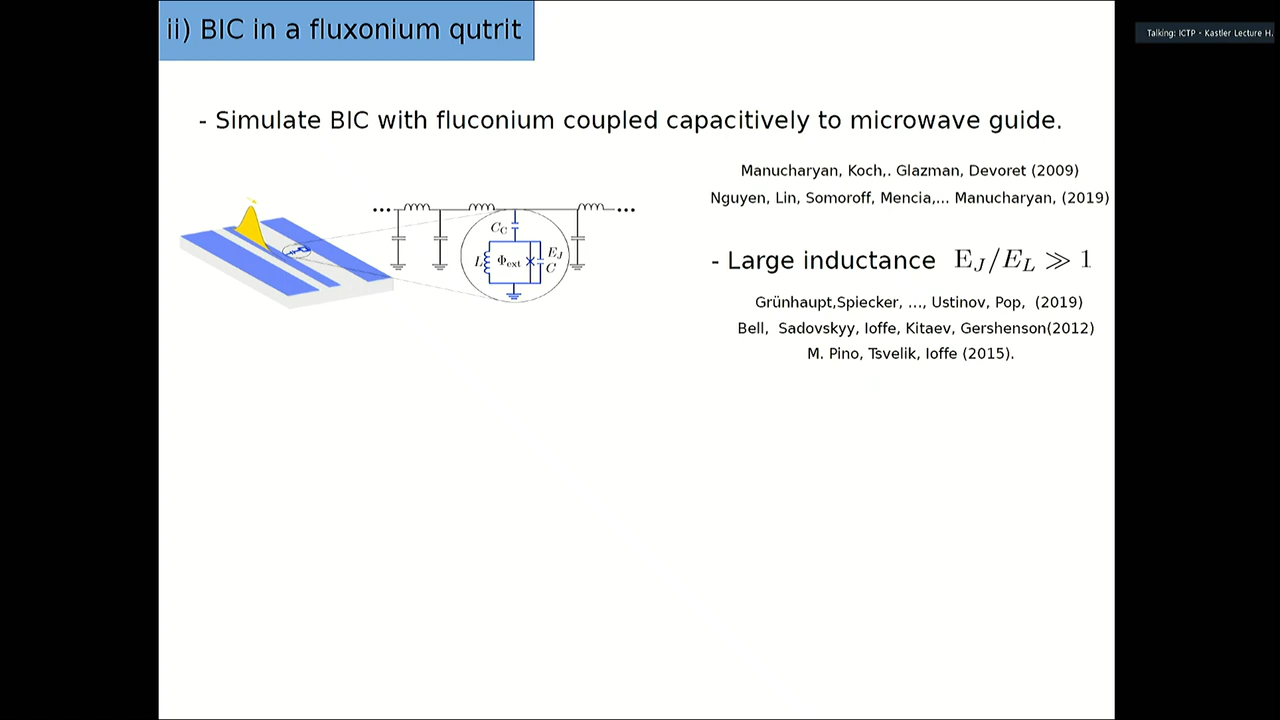 Talking: ICTP - Kastler Lecture H.
ii) BIC in a fluxonium qutrit
- Simulate BIC with fluconium coupled capacitively to microwave guide.
Manucharyan, Koch,. Glazman, Devoret (2009)
Nguyen, Lin, Somoroff, Mencia,... Manucharyan, (2019)
C_C
L Φ_ext E_J
C
- Large inductance E_J/E_L ≫ 1
Grünhaupt,Spiecker, ..., Ustinov, Pop, (2019)
Bell, Sadovskyy, Ioffe, Kitaev, Gershenson(2012)
M. Pino, Tsvelik, Ioffe (2015).